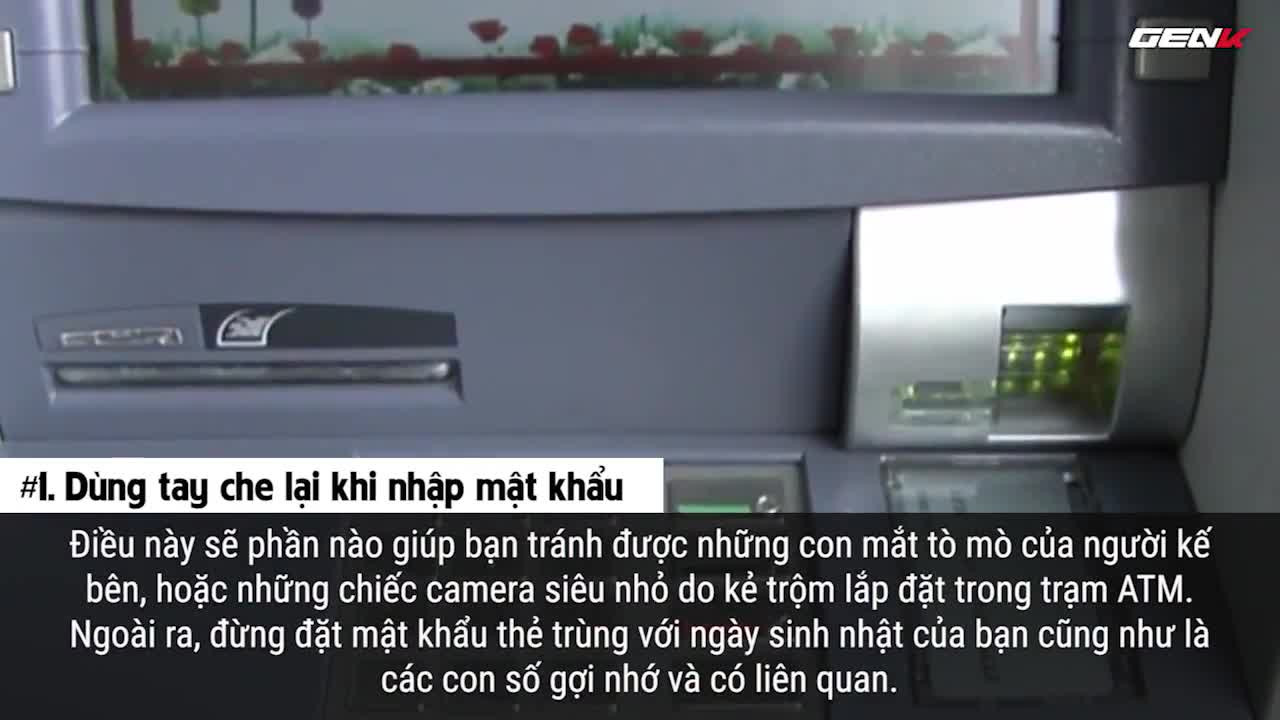 GENK
#1. Dùng tay che lại khi nhập mật khẩu
Điều này sẽ phần nào giúp bạn tránh được những con mắt tò mò của người kế
bên, hoặc những chiếc camera siêu nhỏ do kẻ trộm lắp đặt trong trạm ATM.
Ngoài ra, đừng đặt mật khẩu thẻ trùng với ngày sinh nhật của bạn cũng như là
các con số gợi nhớ và có liên quan.